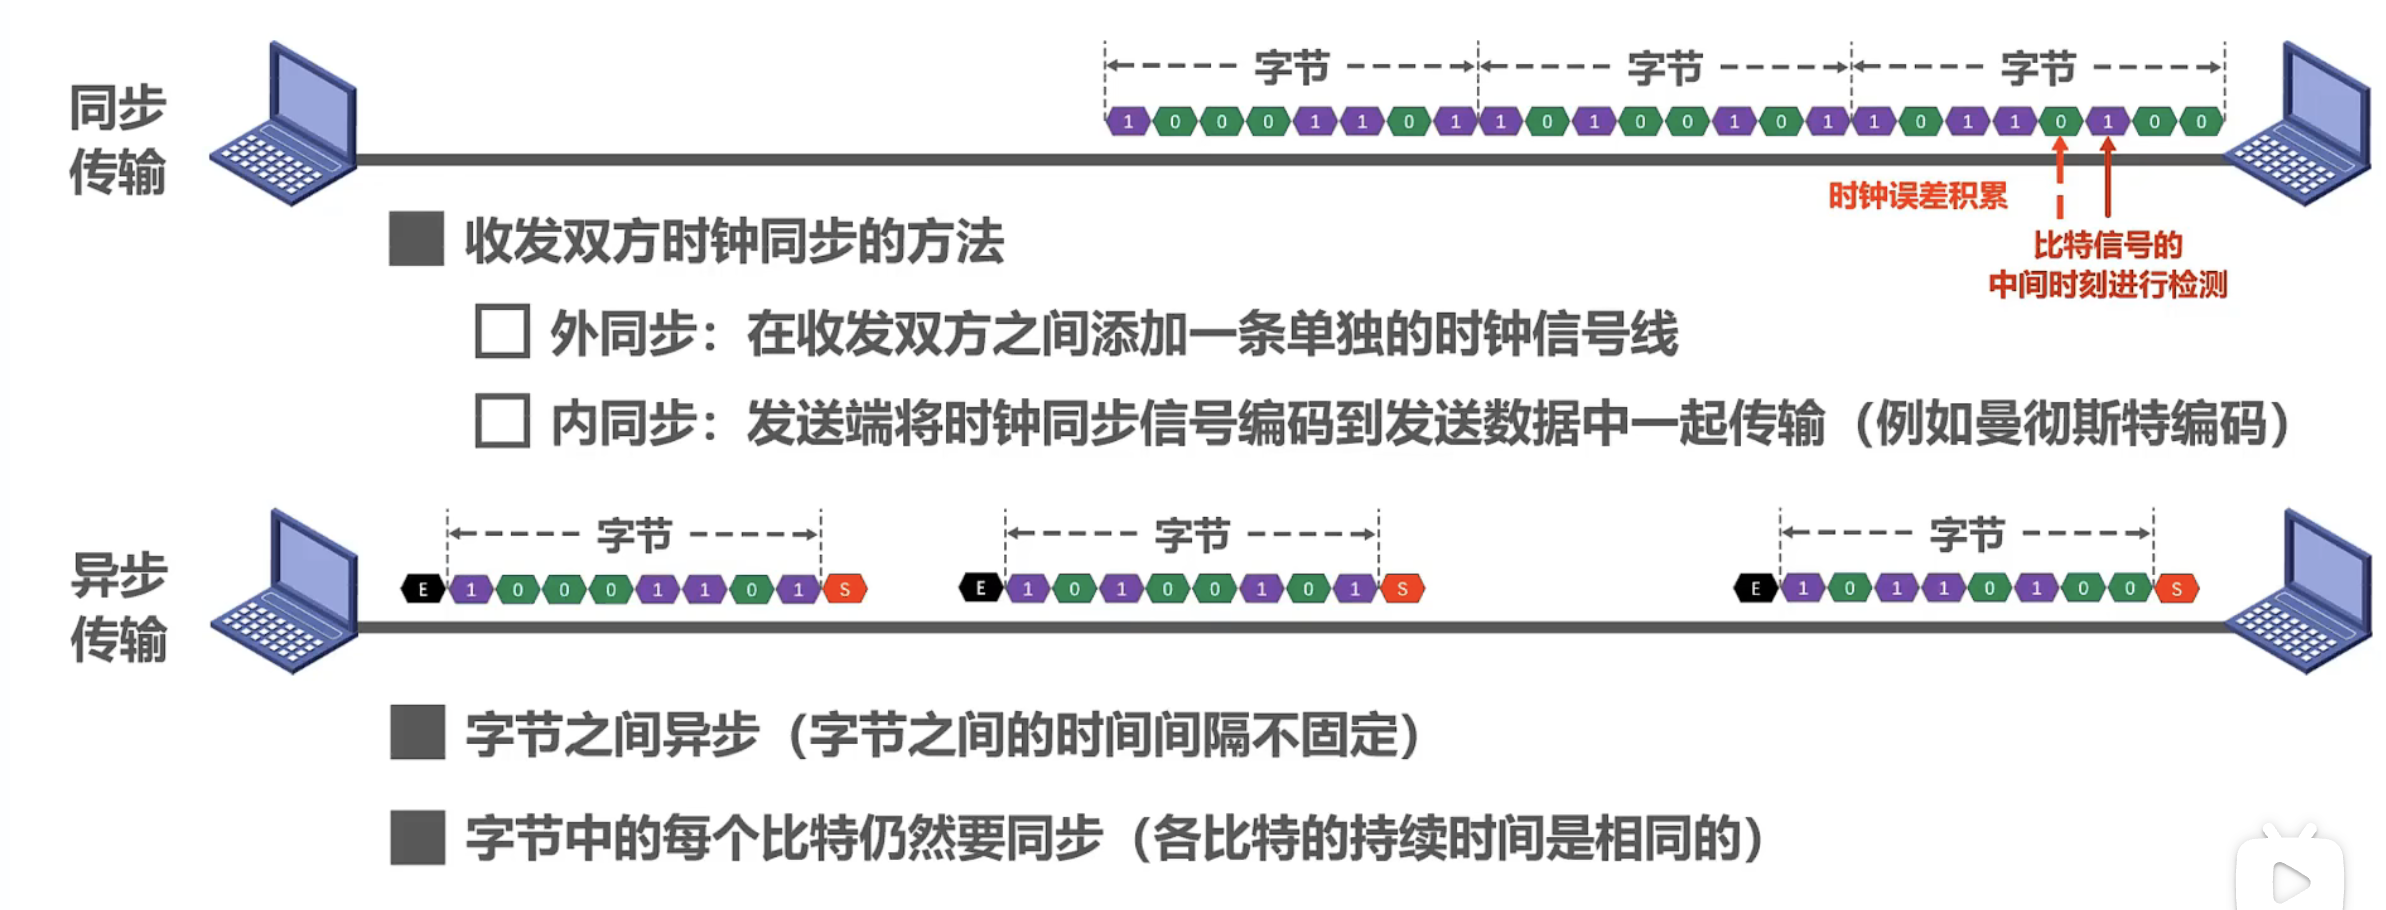 字节 字节 字节
同步
传输
1 0 0 0 1 1 0 1 1 0 1 0 0 1 0 1 1 0 1 1 0 1 0 0
时钟误差积累
比特信号的
中间时刻进行检测
收发双方时钟同步的方法
外同步：在收发双方之间添加一条单独的时钟信号线
内同步：发送端将时钟同步信号编码到发送数据中一起传输（例如曼彻斯特编码）
字节 字节 字节
异步
传输
E 1 0 0 0 1 1 0 1 S E 1 0 1 0 0 1 0 1 S E 1 0 1 1 0 1 0 0 S
字节之间异步（字节之间的时间间隔不固定）
字节中的每个比特仍然要同步（各比特的持续时间是相同的）